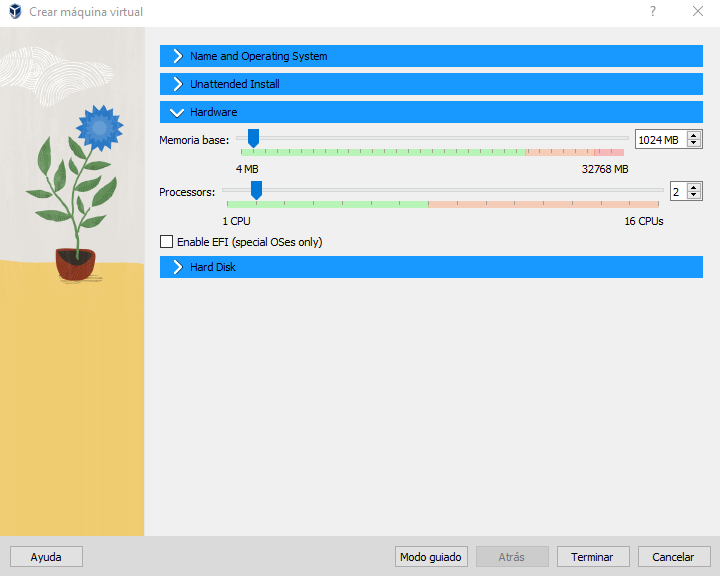 Crear máquina virtual
?
Name and Operating System
Unattended Install
Hardware
Memoria base:
1024 MB
4 MB
32768 MB
Processors:
2
1 CPU
16 CPUs
Enable EFI (special OSes only)
Hard Disk
Ayuda
Modo guiado
Atrás
Terminar
Cancelar